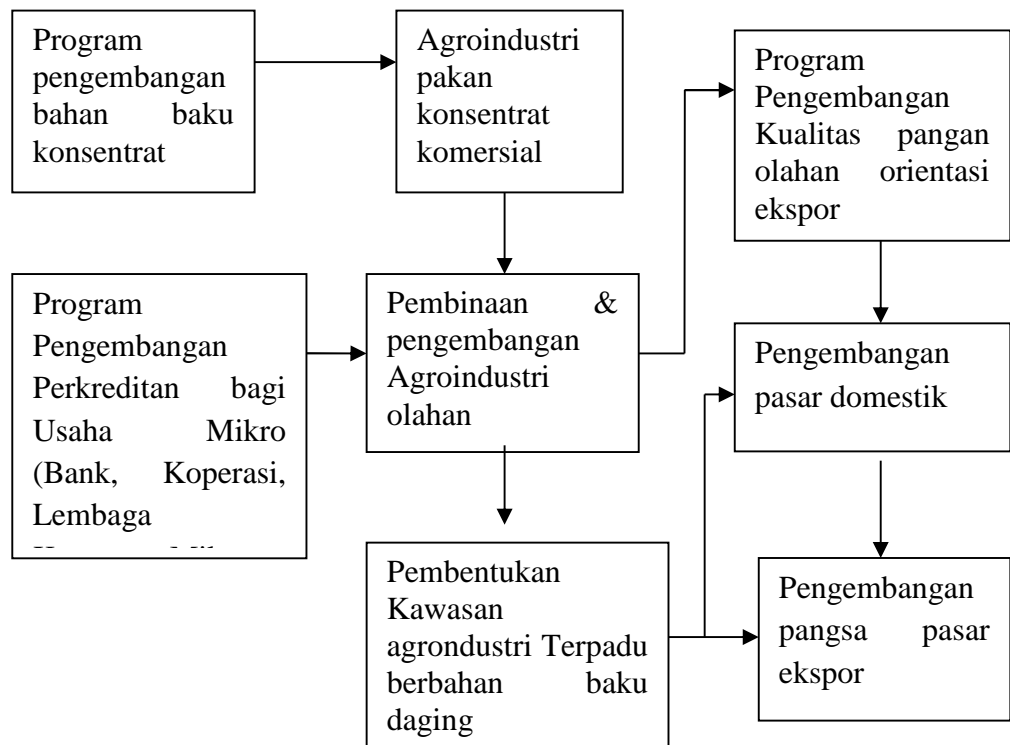 Program
pengembangan
bahan baku
konsentrat
Agroindustri
pakan
konsentrat
komersial
Program
Pengembangan
Kualitas pangan
olahan orientasi
ekspor
Program
Pengembangan
Perkreditan bagi
Usaha Mikro
(Bank, Koperasi,
Lembaga
Pembinaan &
pengembangan
Agroindustri
olahan
Pengembangan
pasar domestik
Pembentukan
Kawasan
agrondustri Terpadu
berbahan baku
daging
Pengembangan
pangsa pasar
ekspor